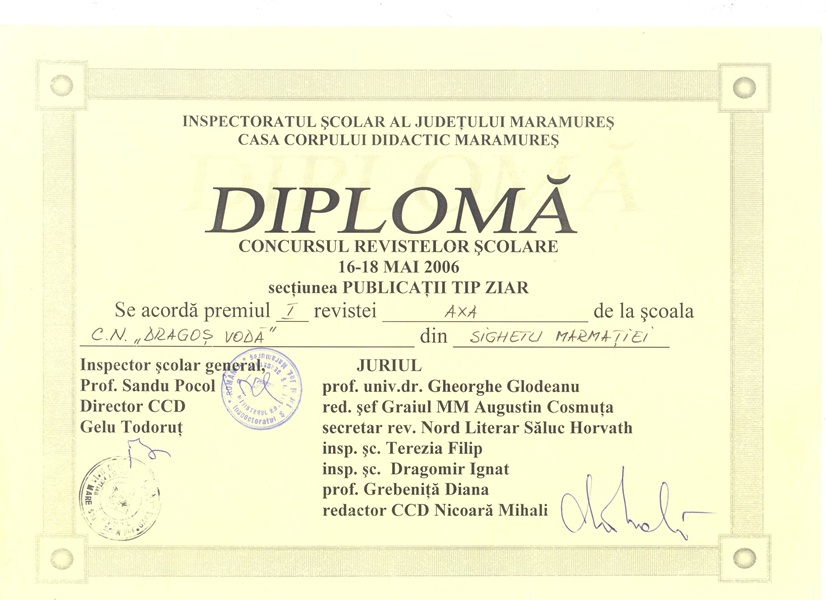 INSPECTORATUL ŞCOLAR AL JUDEŢULUI MARAMUREŞ
CASA CORPULUI DIDACTIC MARAMUREŞ
DIPLOMĂ
CONCURSUL REVISTELOR ŞCOLARE
16-18 MAI 2006
secţiunea PUBLICAŢII TIP ZIAR
Se acordă premiul I revistei AXA de la şcoala
C.N. „DRAGOŞ VODĂ” din SIGHETU MARMAŢIEI
Inspector şcolar general,
Prof. Sandu Pocol
Director CCD
Gelu Todoruţ
JURIUL
prof. univ.dr. Gheorghe Glodeanu
red. şef Graiul MM Augustin Cosmuţa
secretar rev. Nord Literar Săluc Horvath
insp. şc. Terezia Filip
insp. şc. Dragomir Ignat
prof. Grebeniţă Diana
redactor CCD Nicoară Mihali